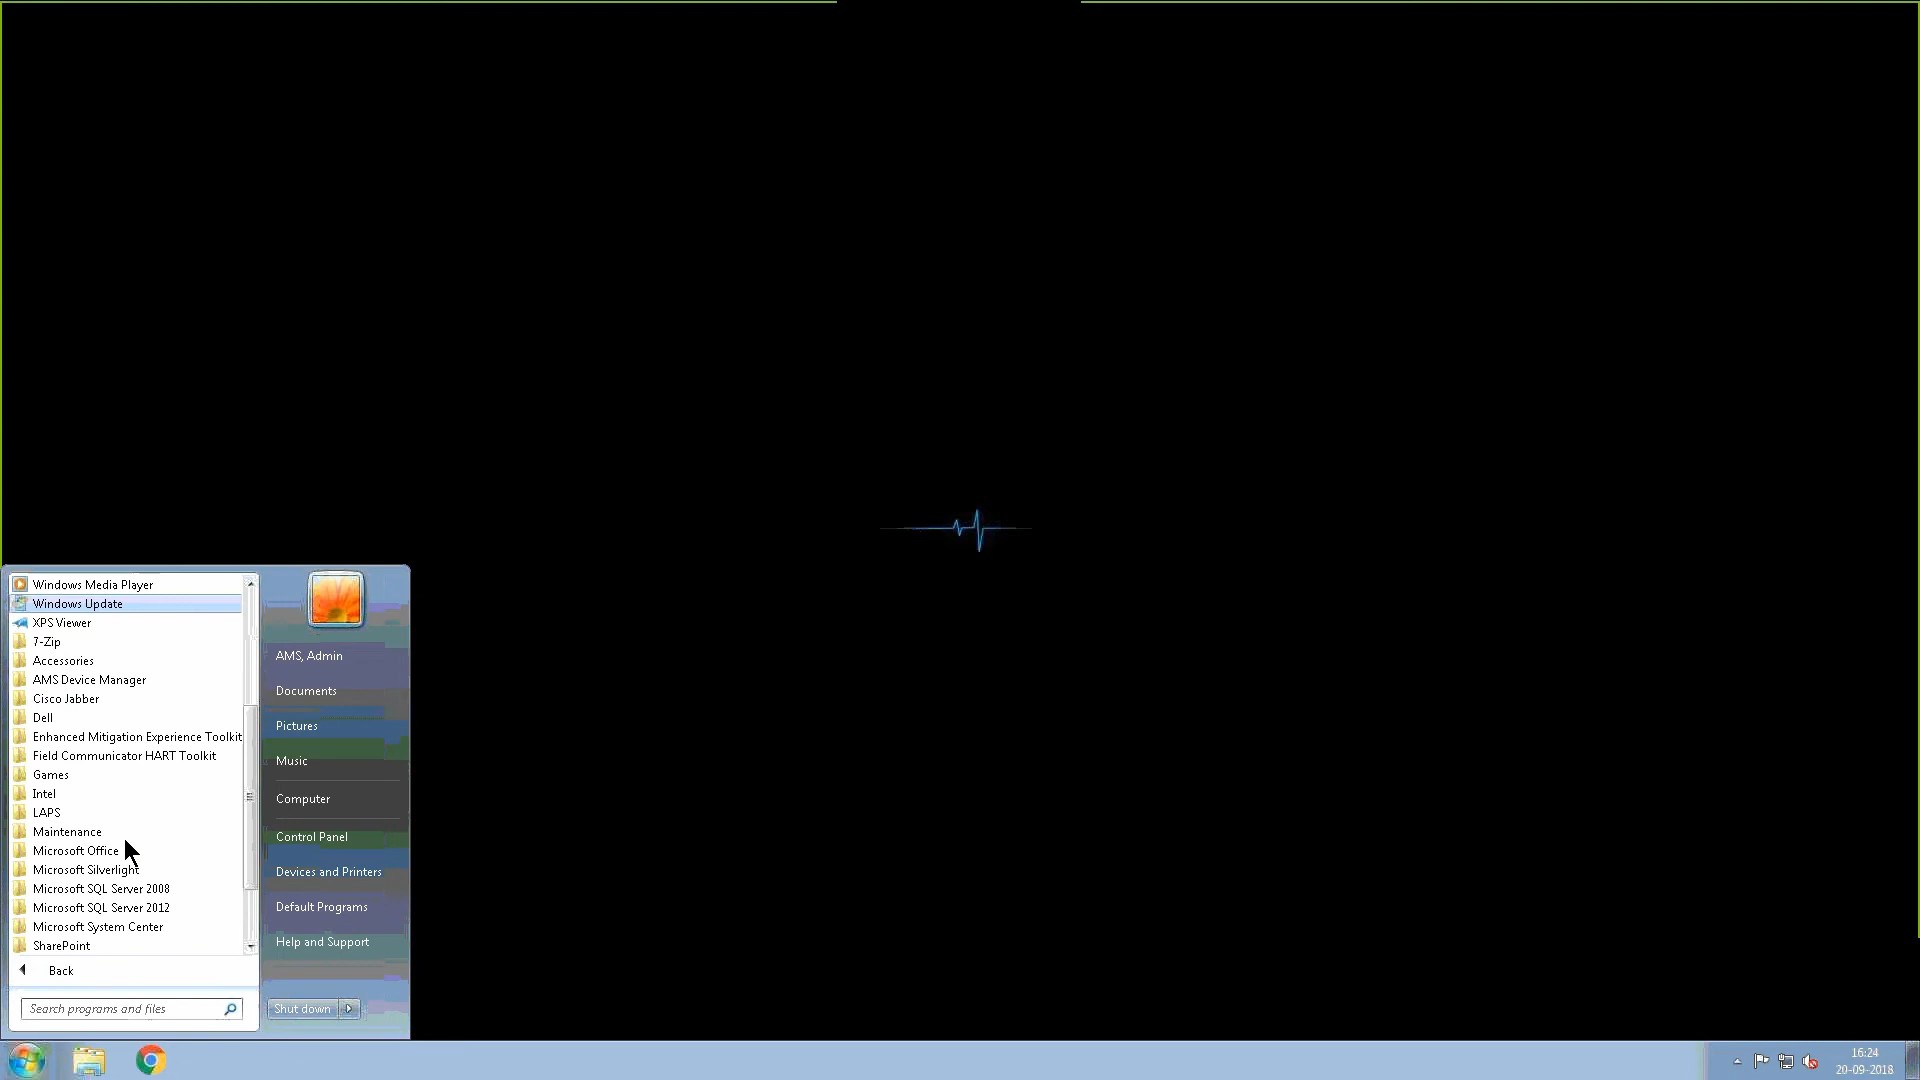 Windows Media Player
Windows Update
XPS Viewer
7-Zip
Accessories
AMS Device Manager
Cisco Jabber
Dell
Enhanced Mitigation Experience Toolkit
Field Communicator HART Toolkit
Games
Intel
LAPS
Maintenance
Microsoft Office
Microsoft Silverlight
Microsoft SQL Server 2008
Microsoft SQL Server 2012
Microsoft System Center
SharePoint
Back
Search programs and files
AMS, Admin
Documents
Pictures
Music
Computer
Control Panel
Devices and Printers
Default Programs
Help and Support
Shut down
16:24
20-09-2018